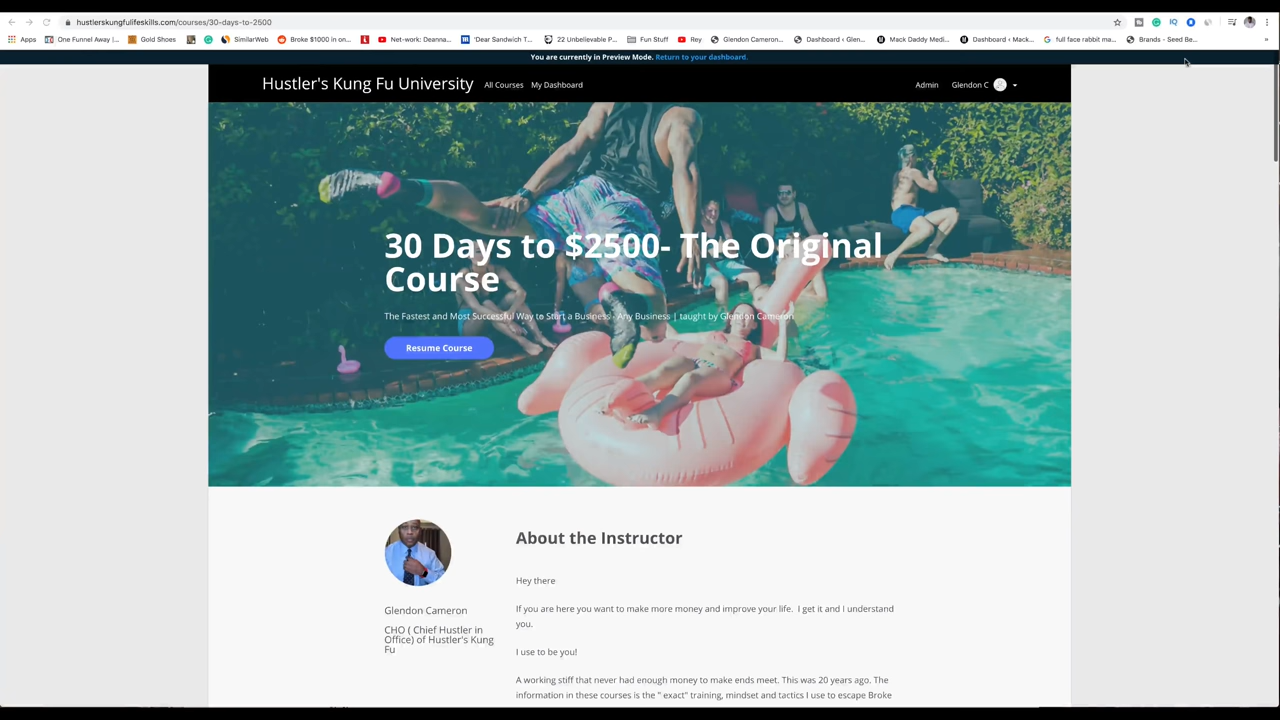 hustlerskungfulifeskills.com/courses/30-days-to-2500
Apps One Funnel Away |... Gold Shoes SimilarWeb Broke $1000 in on... Net-work: Deanna... 'Dear Sandwich T... 22 Unbelievable P... Fun Stuff Rey Glendon Cameron... Dashboard ‹ Glen... Mack Daddy Medi... Dashboard ‹ Mack... full face rabbit ma... Brands - Seed Be... »
You are currently in Preview Mode. Return to your dashboard.
Hustler's Kung Fu University All Courses My Dashboard Admin Glendon C
30 Days to $2500- The Original
Course
The Fastest and Most Successful Way to Start a Business - Any Business | taught by Glendon Cameron
Resume Course
About the Instructor
Hey there
Glendon Cameron
CHO ( Chief Hustler in
Office) of Hustler's Kung
Fu
If you are here you want to make more money and improve your life. I get it and I understand
you.
I use to be you!
A working stiff that never had enough money to make ends meet. This was 20 years ago. The
information in these courses is the " exact" training, mindset and tactics I use to escape Broke